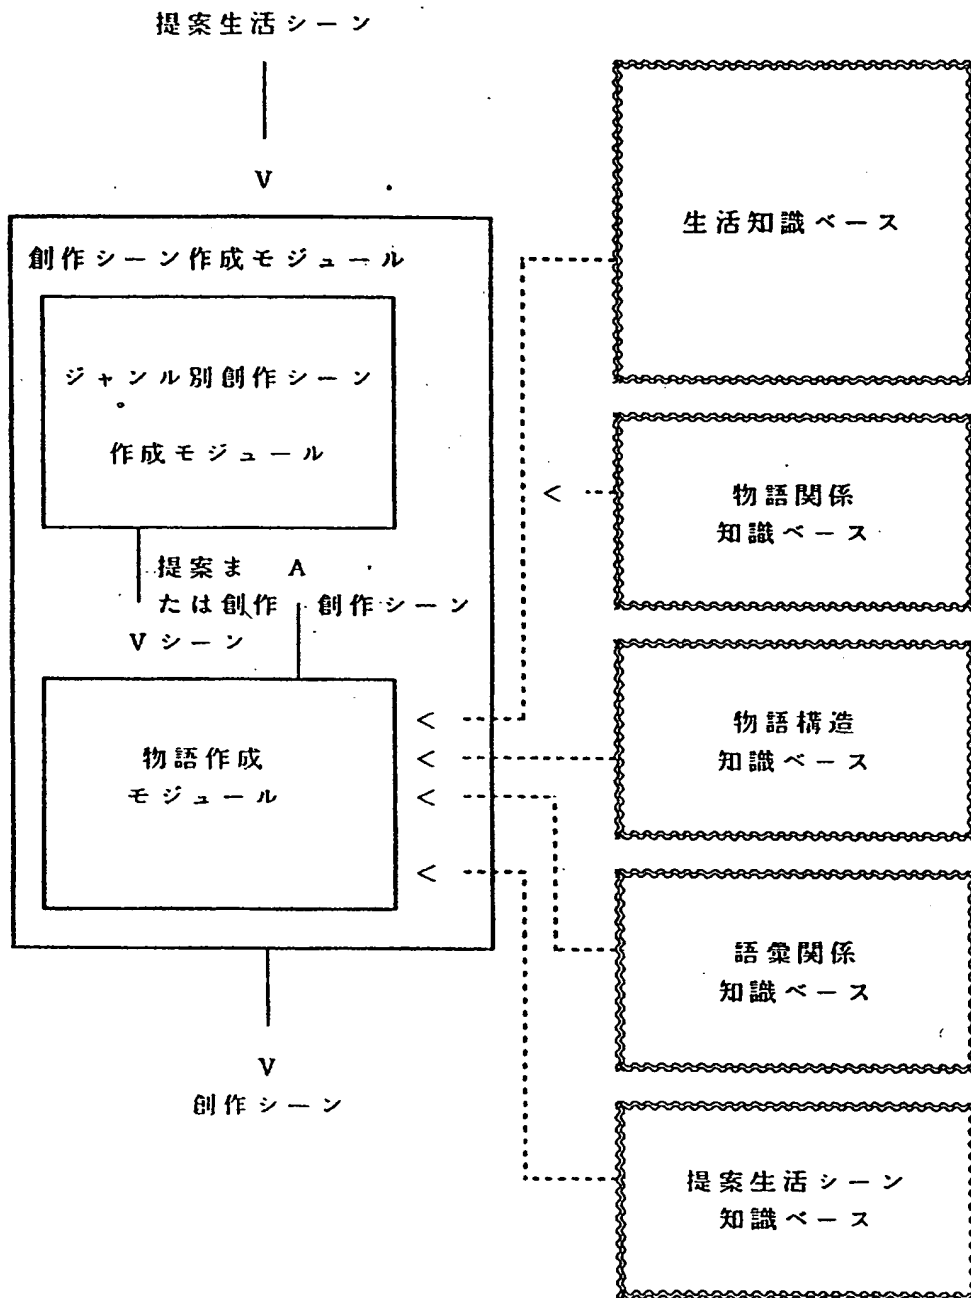 提案生活シーン
V
創作シーン作成モジュール
ジャンル別創作シーン
作成モジュール
提案ま A
たは創作 創作シーン
V シーン
物語作成
モジュール
<
<
<
<
V
創作シーン
生活知識ベース
<
物語関係
知識ベース
物語構造
知識ベース
語彙関係
知識ベース
提案生活シーン
知識ベース